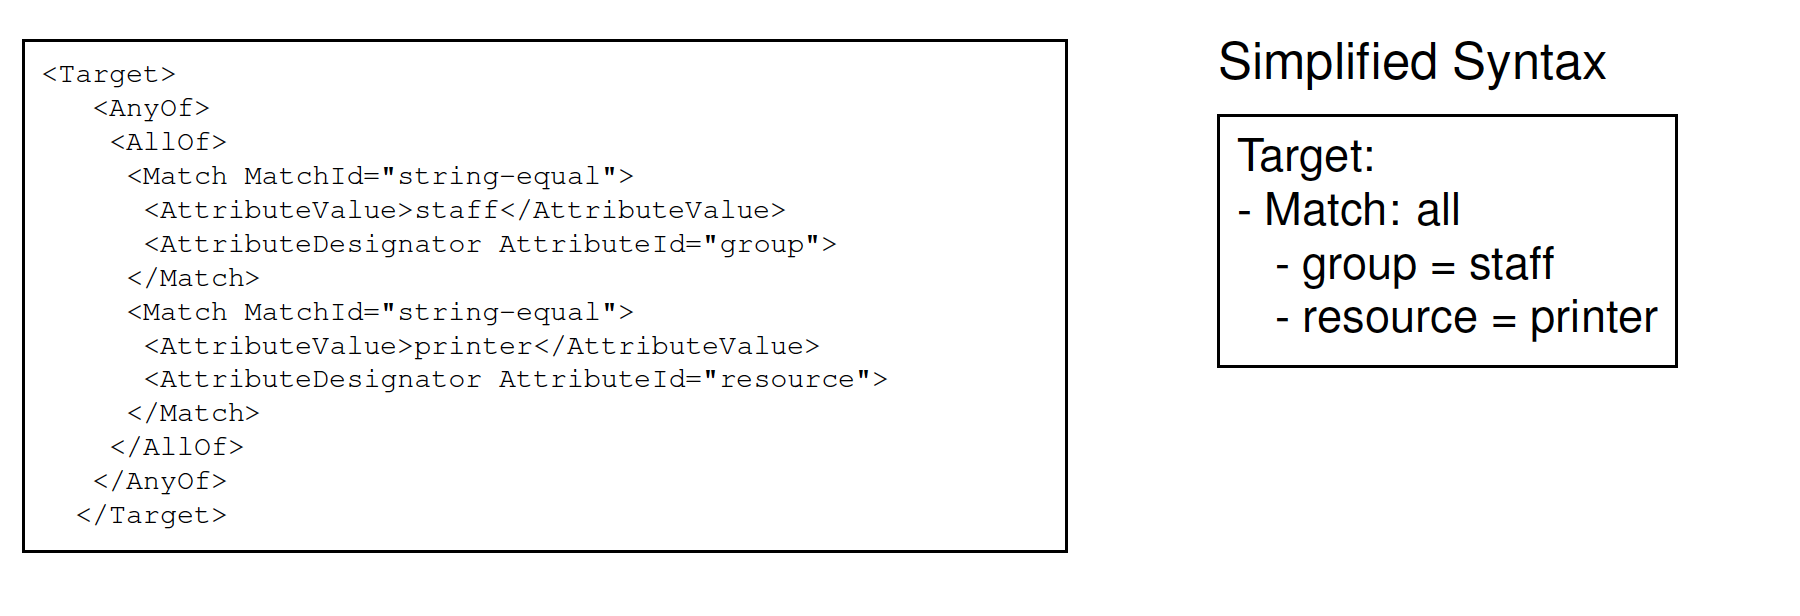 <Target>
<AnyOf>
<AllOf>
<Match MatchId="string-equal">
<AttributeValue>staff</AttributeValue>
<AttributeDesignator AttributeId="group">
</Match>
<Match MatchId="string-equal">
<AttributeValue>printer</AttributeValue>
<AttributeDesignator AttributeId="resource">
</Match>
</AllOf>
</AnyOf>
</Target>
Simplified Syntax
Target:
- Match: all
- group = staff
- resource = printer